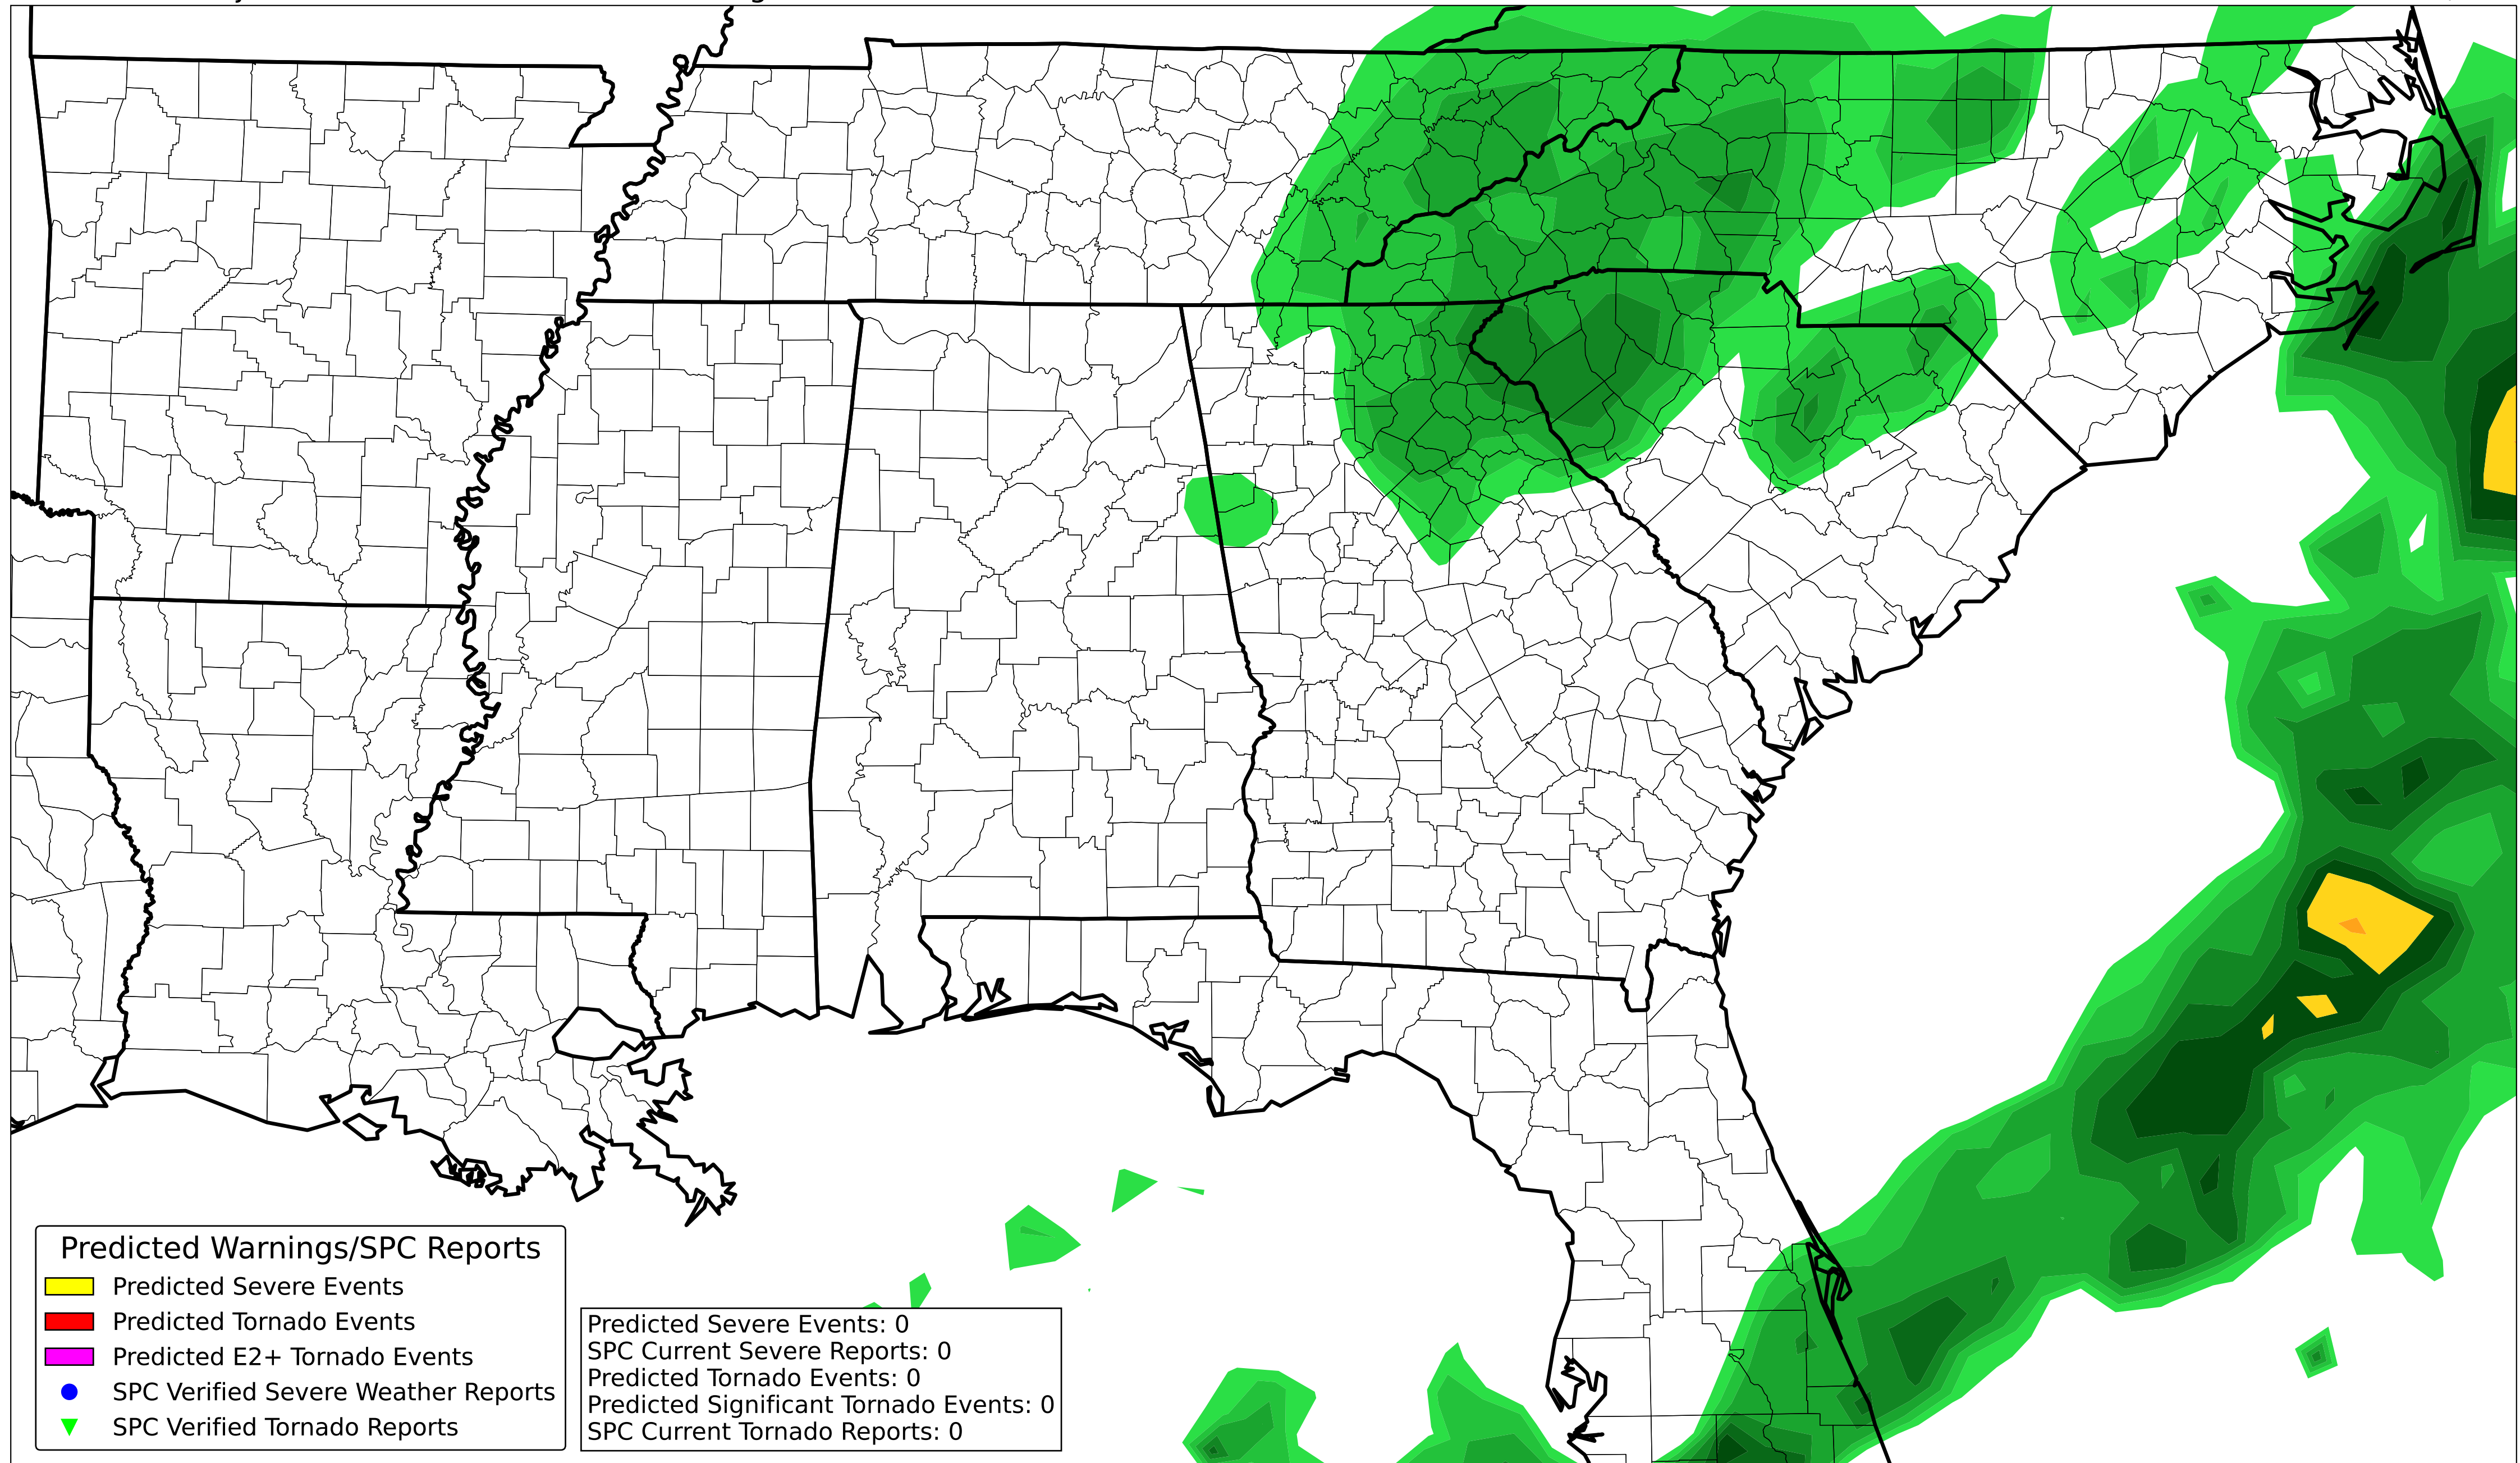 Predicted Warnings/SPC Reports
Predicted Severe Events
Predicted Tornado Events
Predicted E2+ Tornado Events
SPC Verified Severe Weather Reports
SPC Verified Tornado Reports
Predicted Severe Events: 0
SPC Current Severe Reports: 0
Predicted Tornado Events: 0
Predicted Significant Tornado Events: 0
SPC Current Tornado Reports: 0